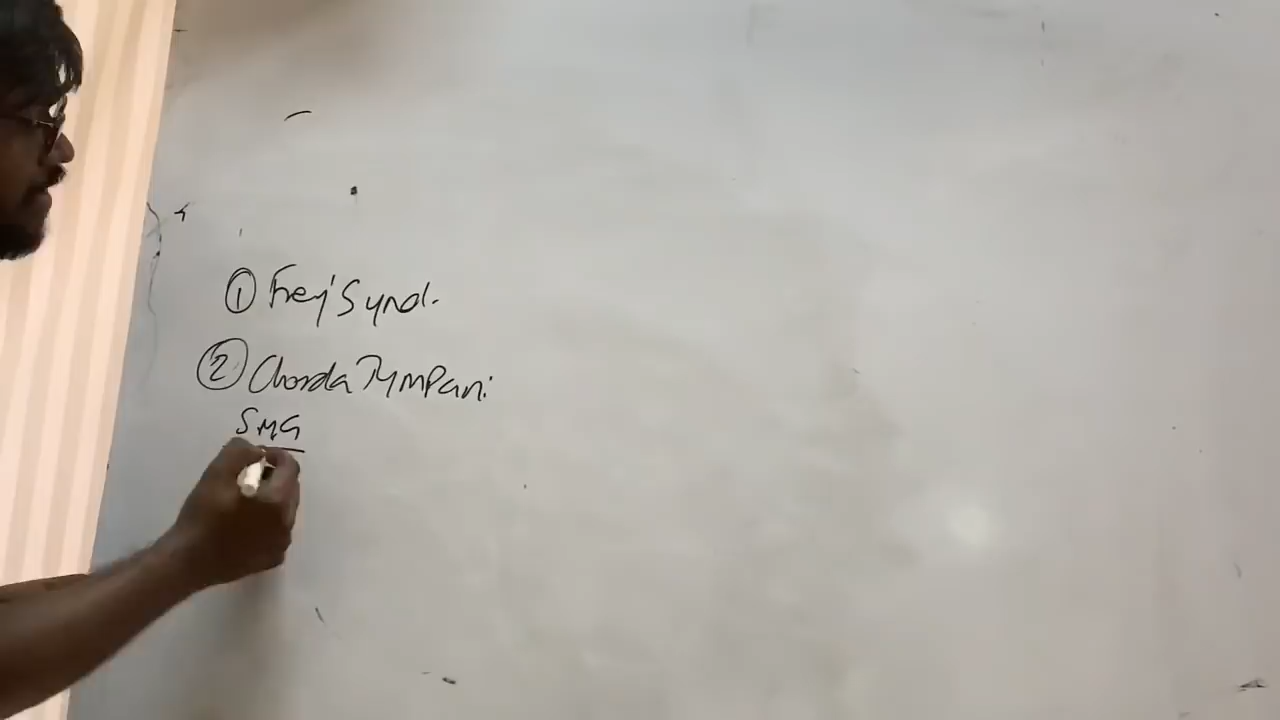 ① Frey's Synd.
② Chorda Tympani
SMG